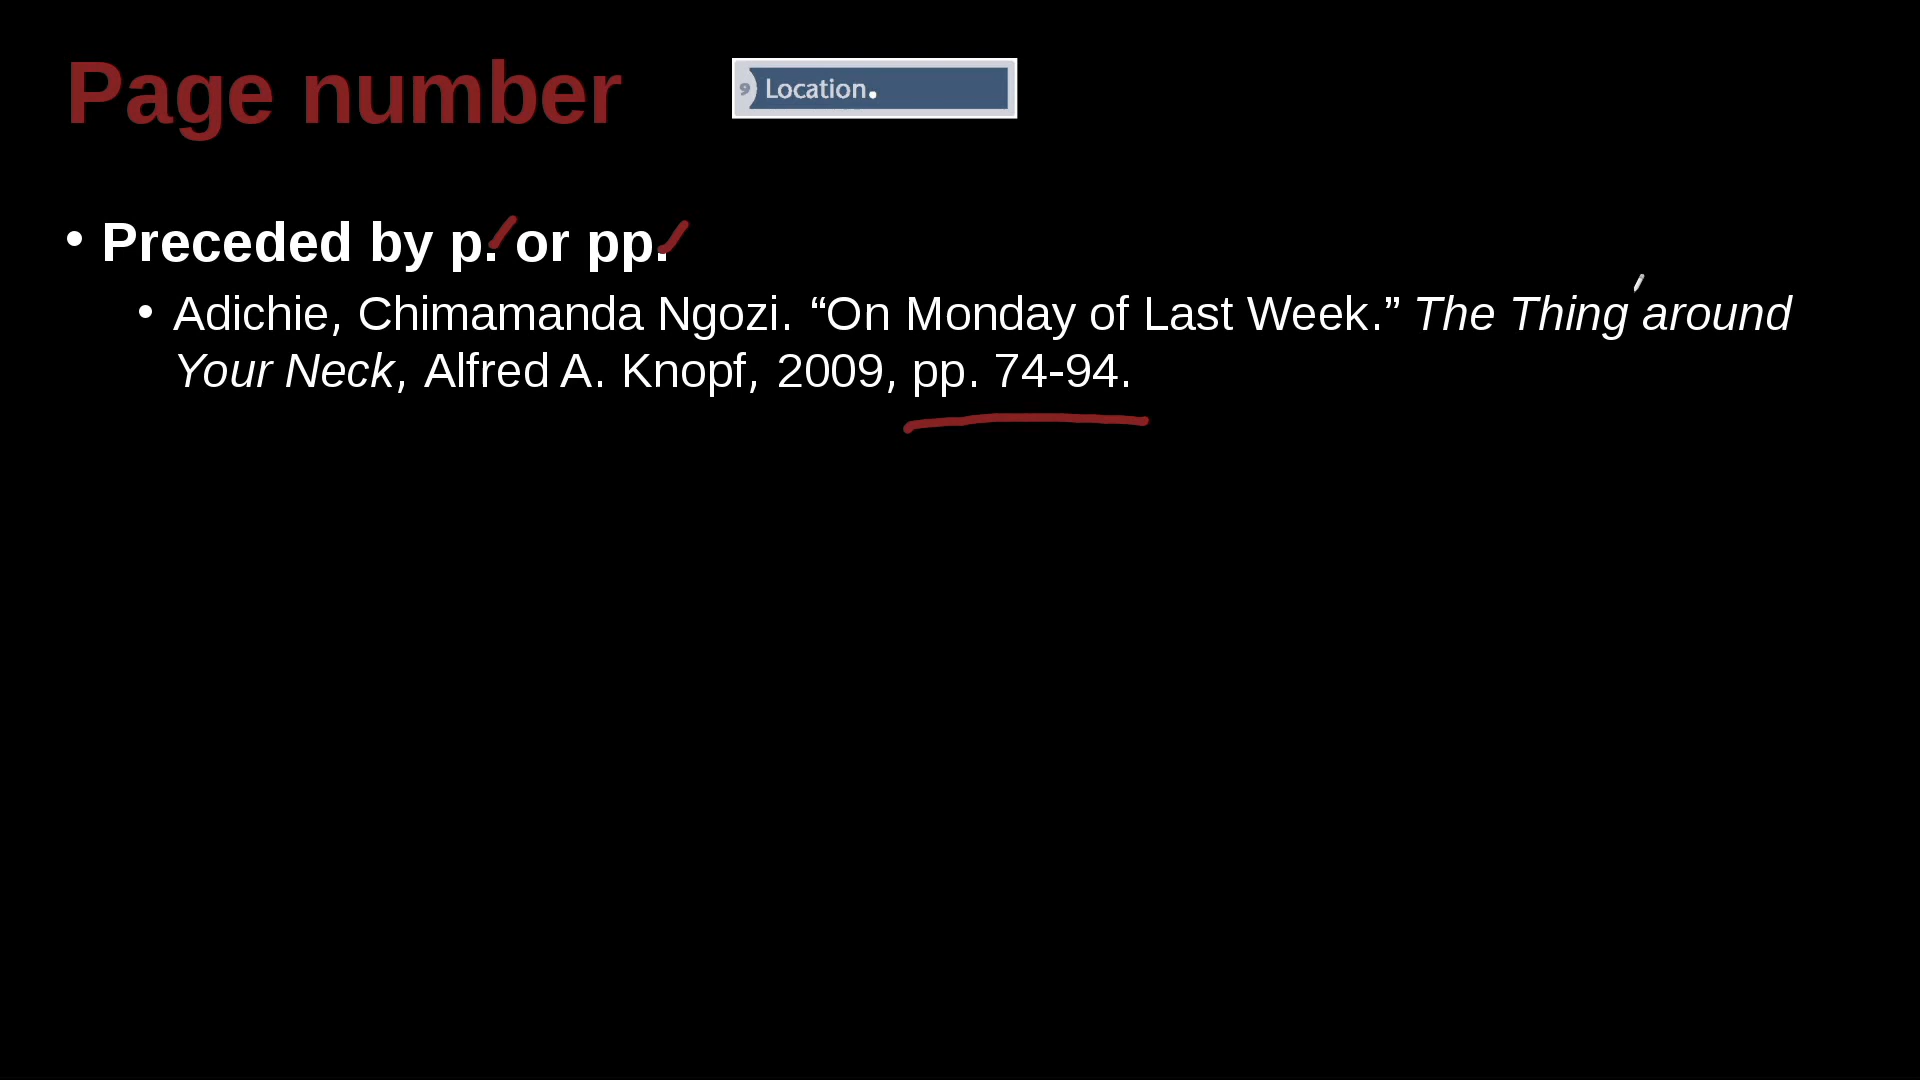 Page number
9 Location.
• Preceded by p. or pp.
• Adichie, Chimamanda Ngozi. “On Monday of Last Week.” The Thing around
Your Neck, Alfred A. Knopf, 2009, pp. 74-94.